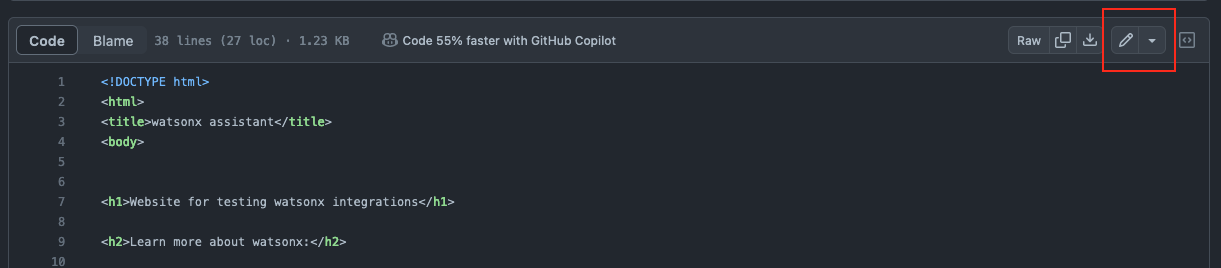 Code Blame 38 lines (27 loc) · 1.23 KB Code 55% faster with GitHub Copilot Raw
1 <!DOCTYPE html>
2 <html>
3 <title>watsonx assistant</title>
4 <body>
5
6
7 <h1>Website for testing watsonx integrations</h1>
8
9 <h2>Learn more about watsonx:</h2>
10